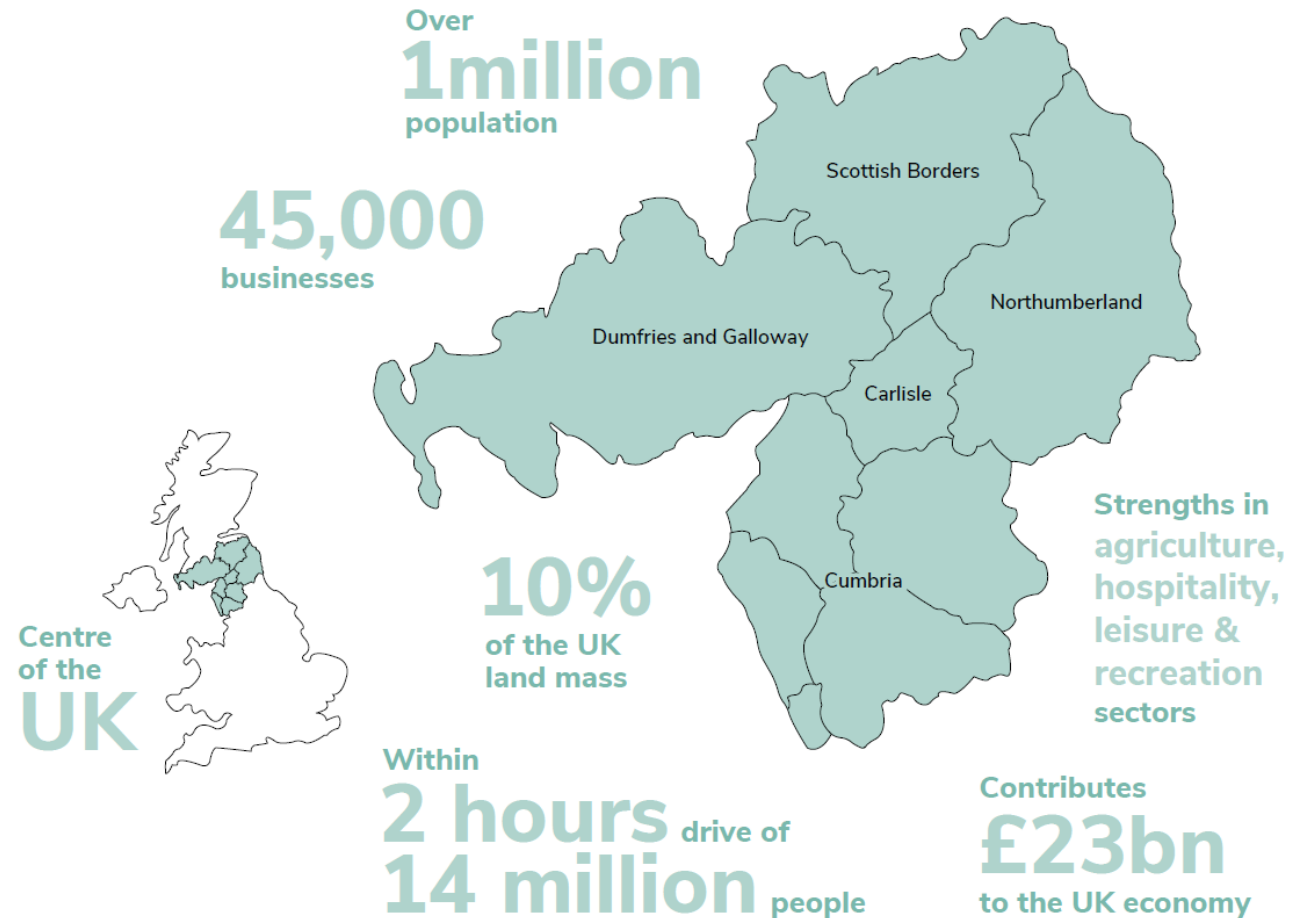 Over
1million
population
45,000
businesses
Scottish Borders
Northumberland
Dumfries and Galloway
Carlisle
Cumbria
Strengths in
agriculture,
hospitality,
leisure &
recreation
sectors
10%
of the UK
land mass
Centre
of the
UK
Within
2 hours drive of
14 million people
Contributes
£23bn
to the UK economy